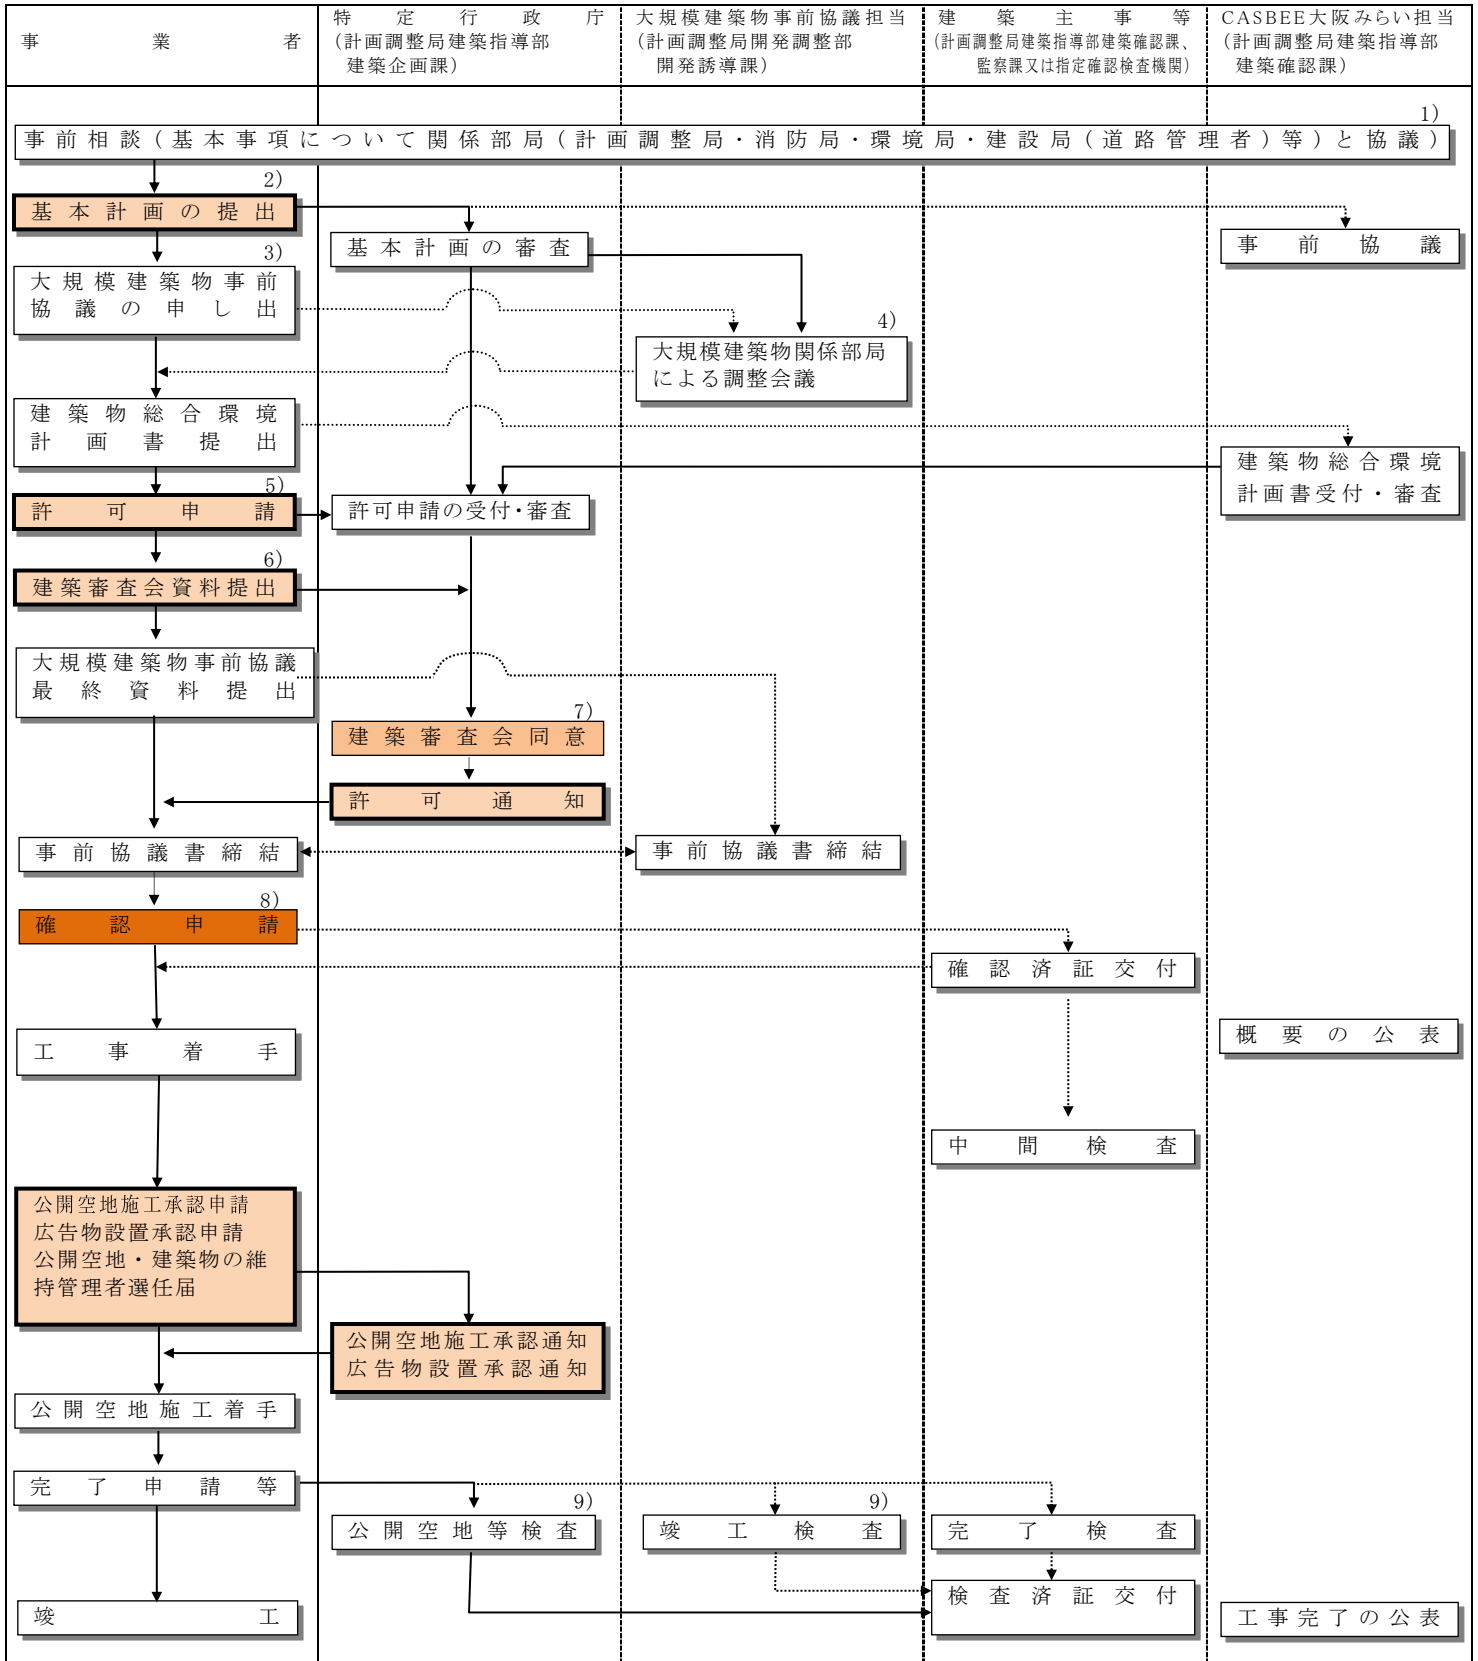 事業者
特定行政庁
(計画調整局建築指導部
建築企画課)
大規模建築物事前協議担当
(計画調整局開発調整部
開発誘導課)
建築主事等
(計画調整局建築指導部建築確認課、
監察課又は指定確認検査機関)
CASBEE大阪みらい担当
(計画調整局建築指導部
建築確認課)
1)
事前相談(基本事項について関係部局(計画調整局・消防局・環境局・建設局(道路管理者)等)と協議)
2)
基本計画の提出
基本計画の審査
事前協議
3)
大規模建築物事前
協議の申し出
4)
大規模建築物関係部局
による調整会議
建築物総合環境
計画書提出
建築物総合環境
計画書受付・審査
5)
許可申請
許可申請の受付・審査
6)
建築審査会資料提出
大規模建築物事前協議
最終資料提出
7)
建築審査会同意
許可通知
事前協議書締結
事前協議書締結
8)
確認申請
確認済証交付
工事着手
概要の公表
中間検査
公開空地施工承認申請
広告物設置承認申請
公開空地・建築物の維
持管理者選任届
公開空地施工承認通知
広告物設置承認通知
公開空地施工着手
完了申請等
9)
公開空地等検査
9)
竣工検査
完了検査
検査済証交付
竣工
工事完了の公表